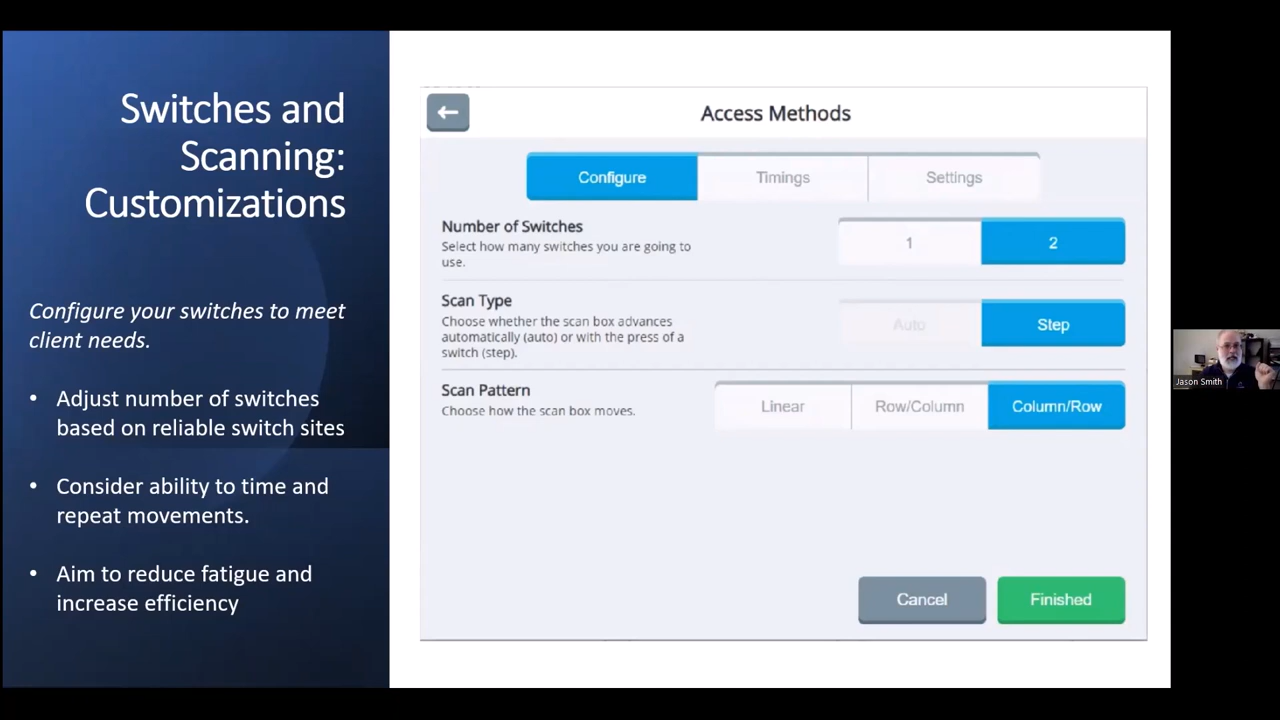 Switches and
Scanning:
Customizations
Configure your switches to meet
client needs.
• Adjust number of switches
based on reliable switch sites
• Consider ability to time and
repeat movements.
• Aim to reduce fatigue and
increase efficiency
Access Methods
Configure
Timings
Settings
Number of Switches
Select how many switches you are going to
use.
1
2
Scan Type
Choose whether the scan box advances
automatically (auto) or with the press of a
switch (step).
Auto
Step
Scan Pattern
Choose how the scan box moves.
Linear
Row/Column
Column/Row
Cancel
Finished
Jason Smith